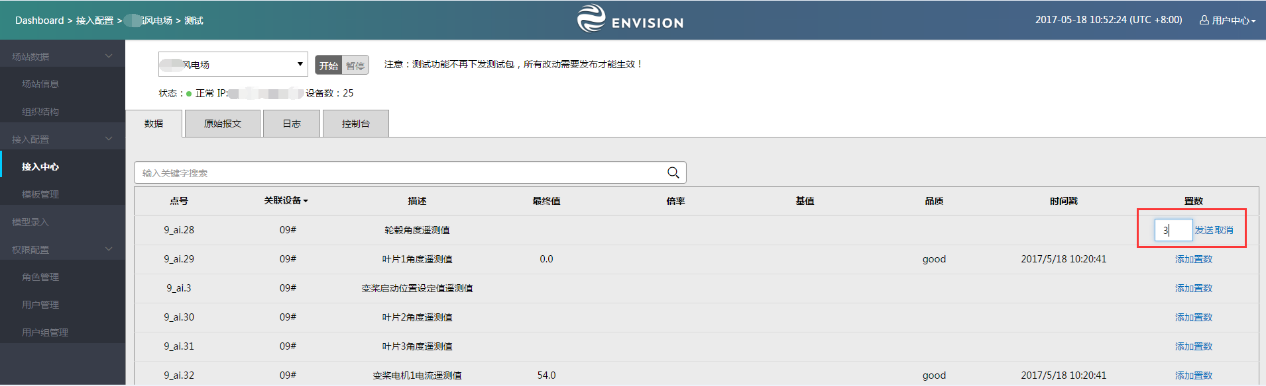 Dashboard > 接入配置 > 风电场 > 测试
ENVISION
2017-05-18 10:52:24 (UTC +8:00) 用户中心
场站数据
场站信息
组织结构
接入配置
接入中心
模板管理
模型录入
权限配置
角色管理
用户管理
用户组管理
风电场 开始 暂停 注意：测试功能不再下发测试包，所有改动需要发布才能生效！
状态： 正常 IP: 设备数：25
数据 原始报文 日志 控制台
输入关键字搜索
点号 关联设备 描述 最终值 倍率 基值 品质 时间戳 置数
9_ai.28 09# 轮毂角度遥测值 3 发送 取消
9_ai.29 09# 叶片1角度遥测值 0.0 good 2017/5/18 10:20:41 添加置数
9_ai.3 09# 变桨启动位置设定值遥测值 添加置数
9_ai.30 09# 叶片2角度遥测值 添加置数
9_ai.31 09# 叶片3角度遥测值 添加置数
9_ai.32 09# 变桨电机1电流遥测值 54.0 good 2017/5/18 10:20:41 添加置数